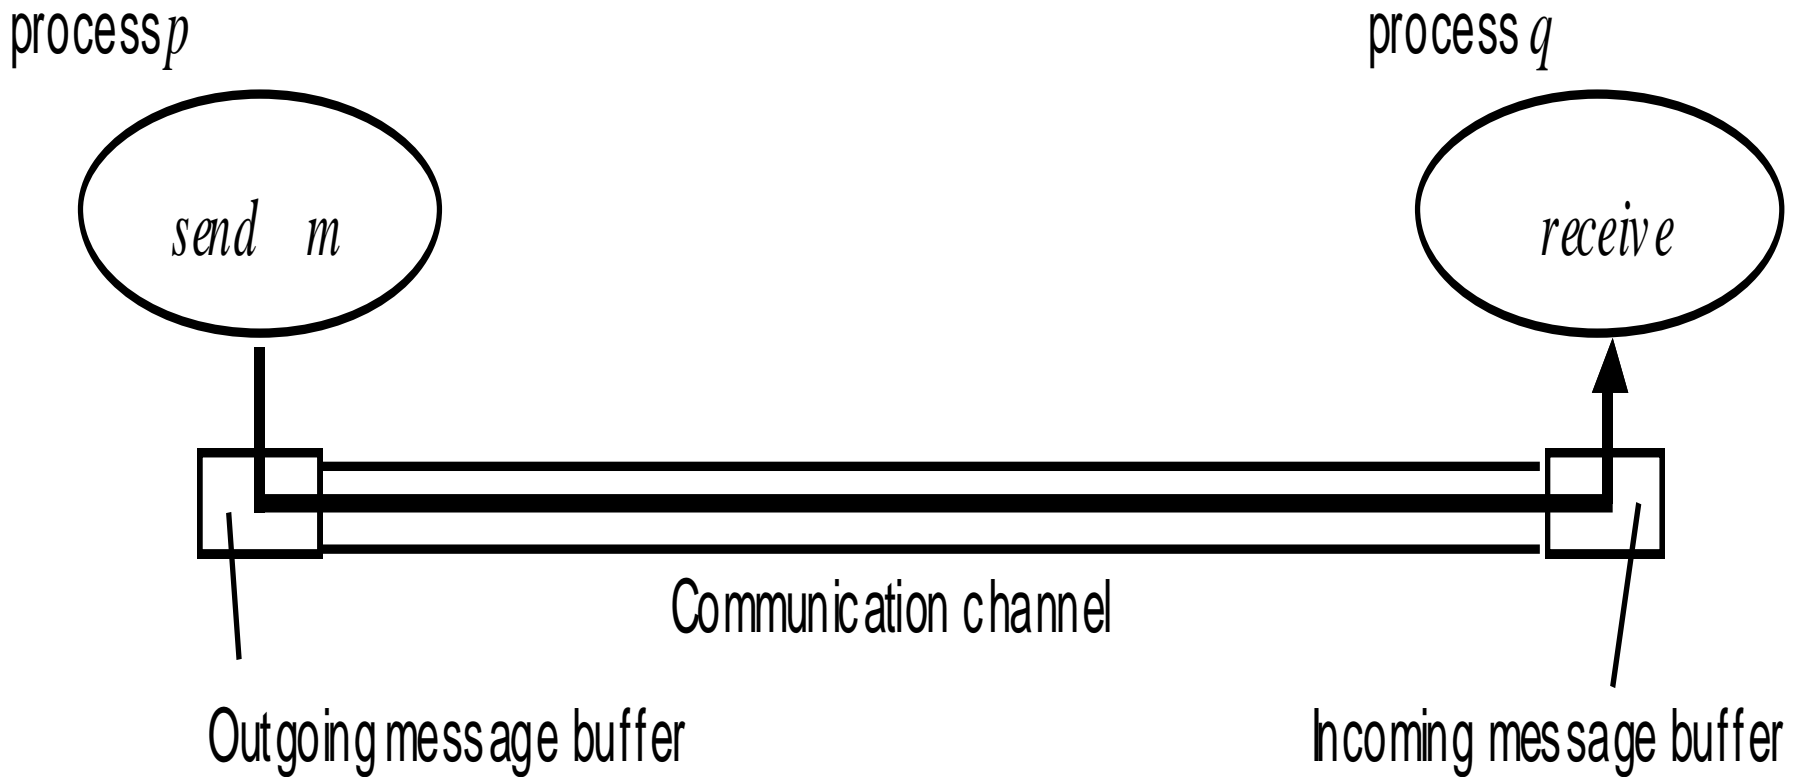 process p
process q
send m
receive
Communication channel
Outgoing message buffer
Incoming message buffer